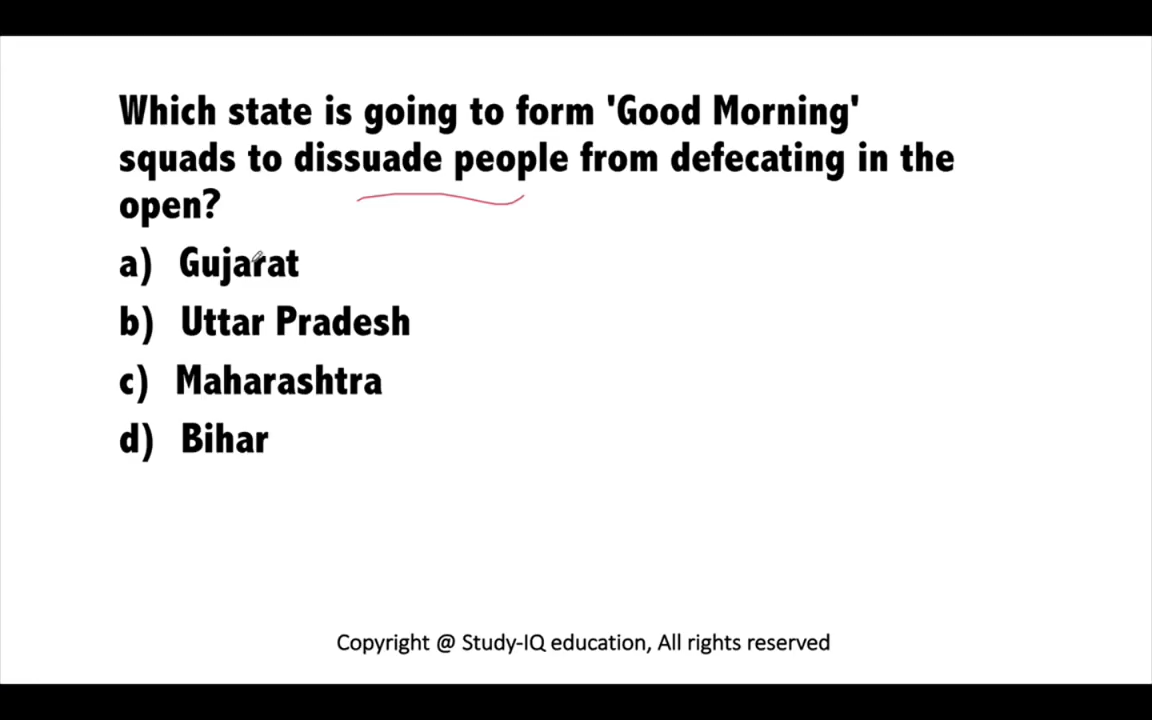 Which state is going to form 'Good Morning'
squads to dissuade people from defecating in the
open?
a) Gujarat
b) Uttar Pradesh
c) Maharashtra
d) Bihar
Copyright @ Study-IQ education, All rights reserved